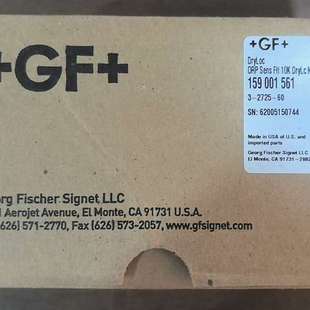 +GF+
org Fischer Signet LLC
Aerojet Avenue, El Monte, CA 91731 U.S.A.
(626) 571-2770, Fax (626) 573-2057, www.gfsignet.com
+GF+
DryLoc
ORP Sens Flt 10K DryLc
159 001 561
3-2725-60
SN: 62005150744
Made in USA of U.S. and
imported parts
Georg Fischer Signet LLC
El Monte, CA 91731